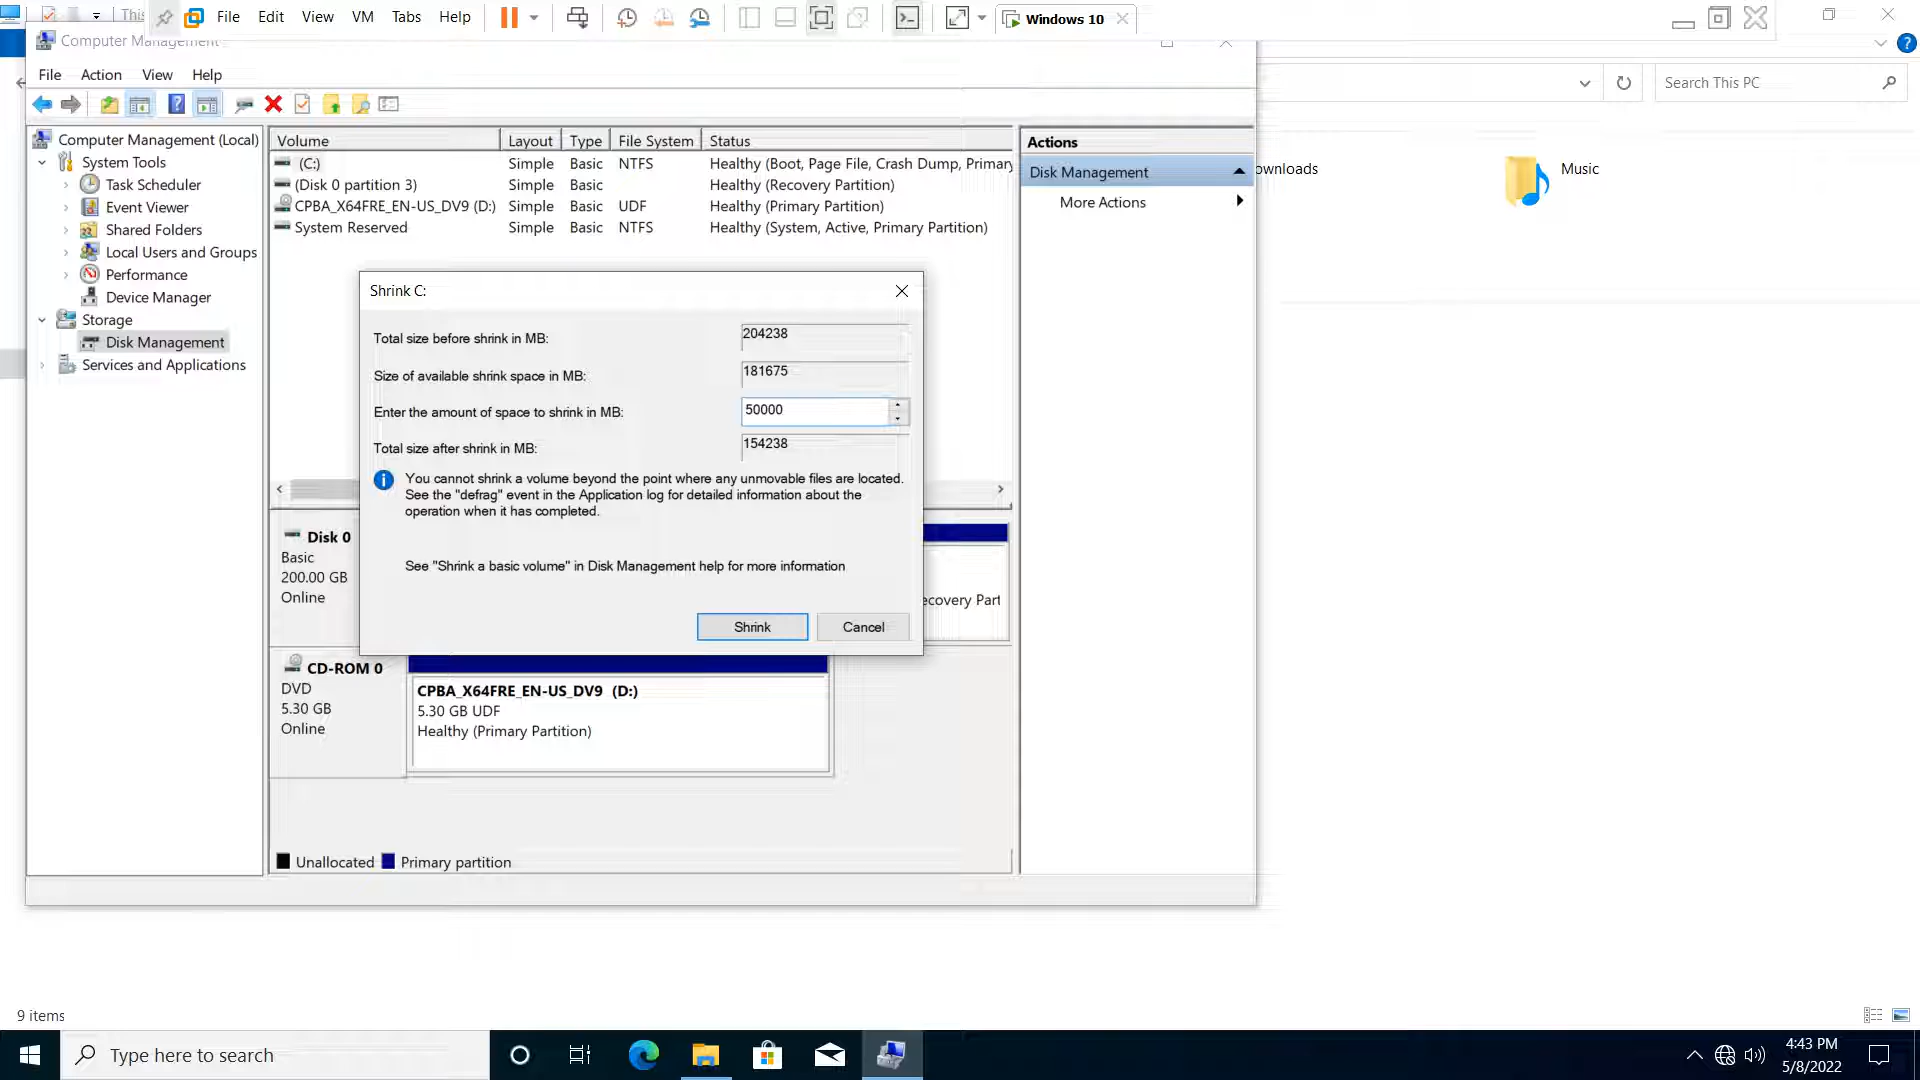 This
File Edit View VM Tabs Help
Windows 10
Computer Management
File Action View Help
Search This PC
Computer Management (Local)
System Tools
Task Scheduler
Event Viewer
Shared Folders
Local Users and Groups
Performance
Device Manager
Storage
Disk Management
Services and Applications
Volume Layout Type File System Status
(C:) Simple Basic NTFS Healthy (Boot, Page File, Crash Dump, Primary
(Disk 0 partition 3) Simple Basic Healthy (Recovery Partition)
CPBA_X64FRE_EN-US_DV9 (D:) Simple Basic UDF Healthy (Primary Partition)
System Reserved Simple Basic NTFS Healthy (System, Active, Primary Partition)
Actions
Disk Management
More Actions
ownloads
Music
Shrink C:
Total size before shrink in MB: 204238
Size of available shrink space in MB: 181675
Enter the amount of space to shrink in MB: 50000
Total size after shrink in MB: 154238
You cannot shrink a volume beyond the point where any unmovable files are located.
See the "defrag" event in the Application log for detailed information about the
operation when it has completed.
See "Shrink a basic volume" in Disk Management help for more information
Shrink Cancel
Disk 0
Basic
200.00 GB
Online
ecovery Part
CD-ROM 0
DVD
5.30 GB
Online
CPBA_X64FRE_EN-US_DV9 (D:)
5.30 GB UDF
Healthy (Primary Partition)
Unallocated Primary partition
9 items
Type here to search
4:43 PM
5/8/2022